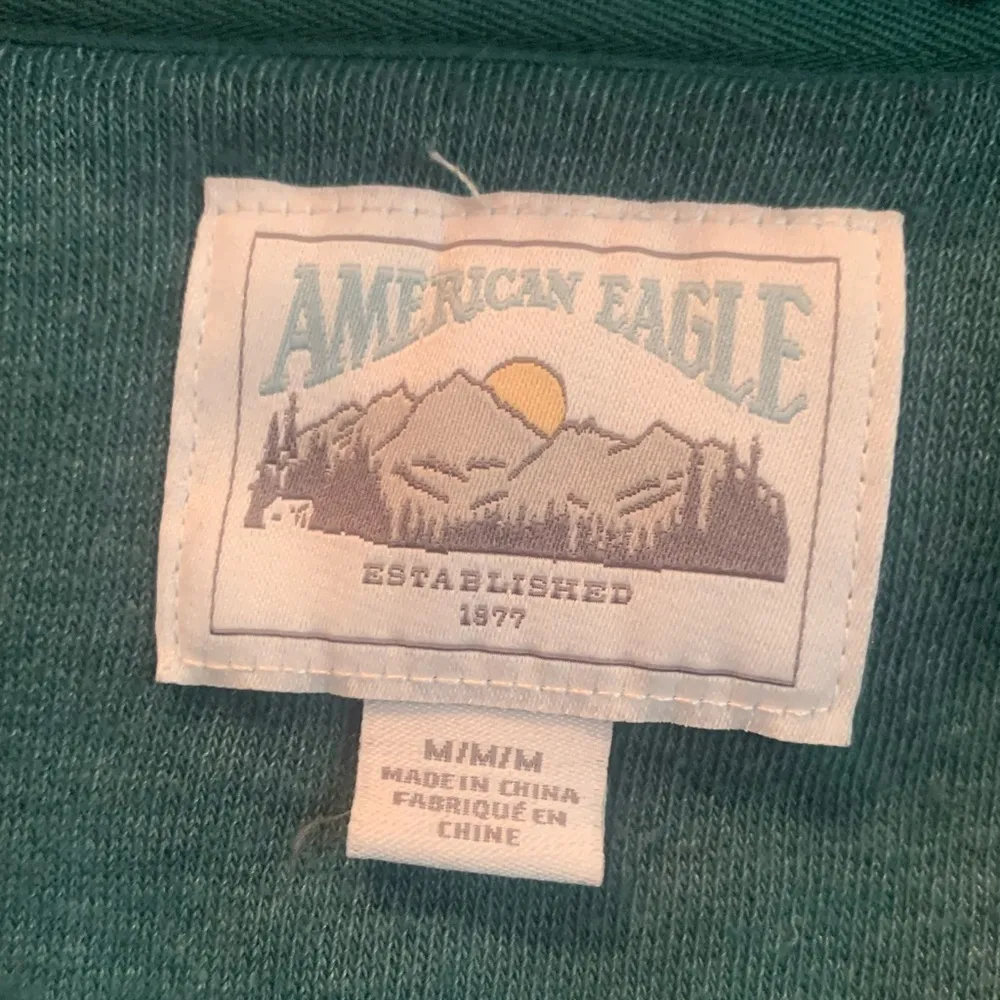 AMERICAN EAGLE
ESTABLISHED
1977
M/M/M
MADE IN CHINA
FABRIQUÉ EN
CHINE